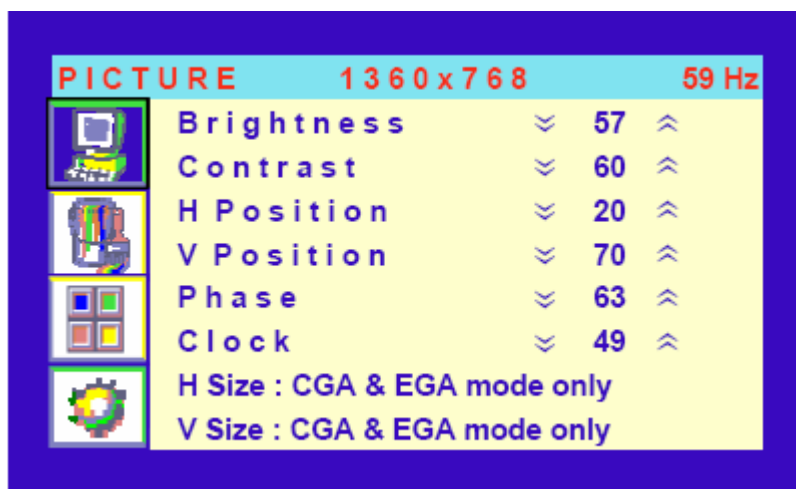 PICTURE 1360x768 59 Hz
Brightness 57
Contrast 60
H Position 20
V Position 70
Phase 63
Clock 49
H Size : CGA & EGA mode only
V Size : CGA & EGA mode only